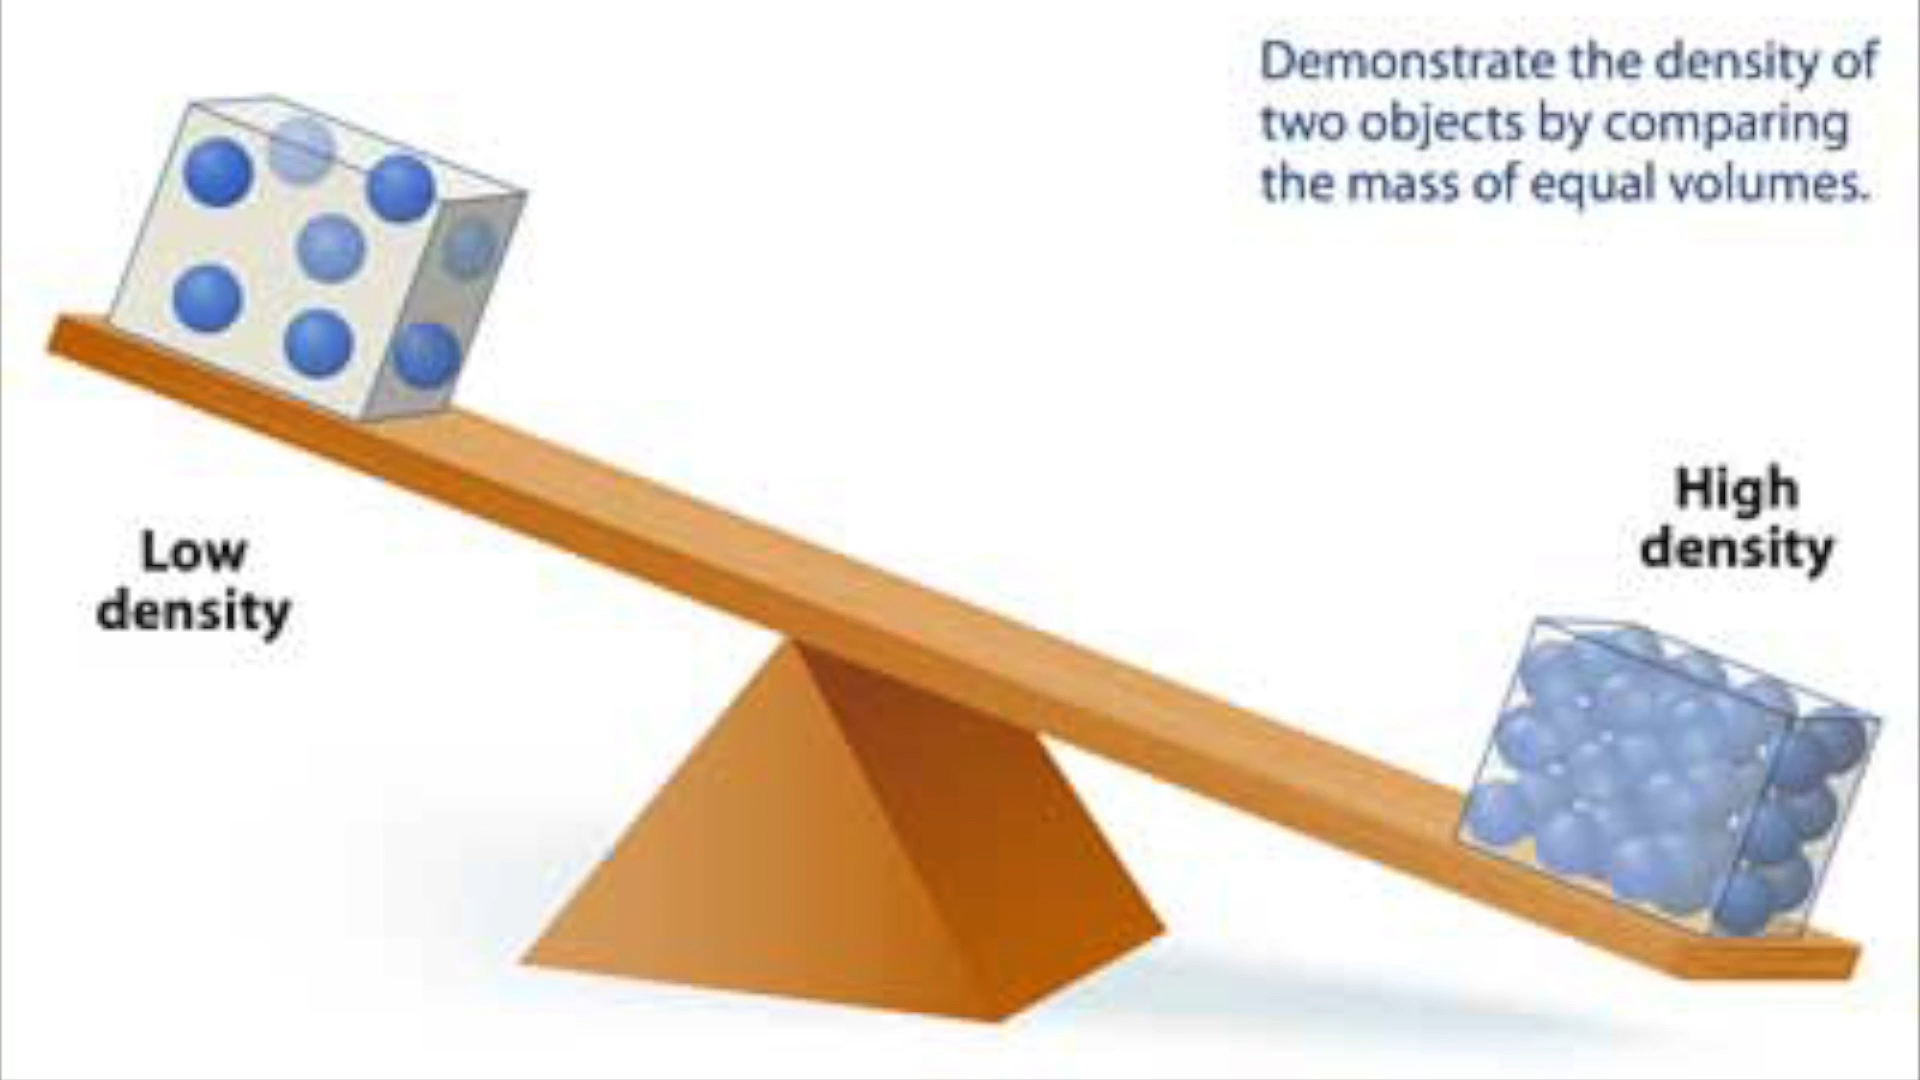 Demonstrate the density of
two objects by comparing
the mass of equal volumes.
Low
density
High
density